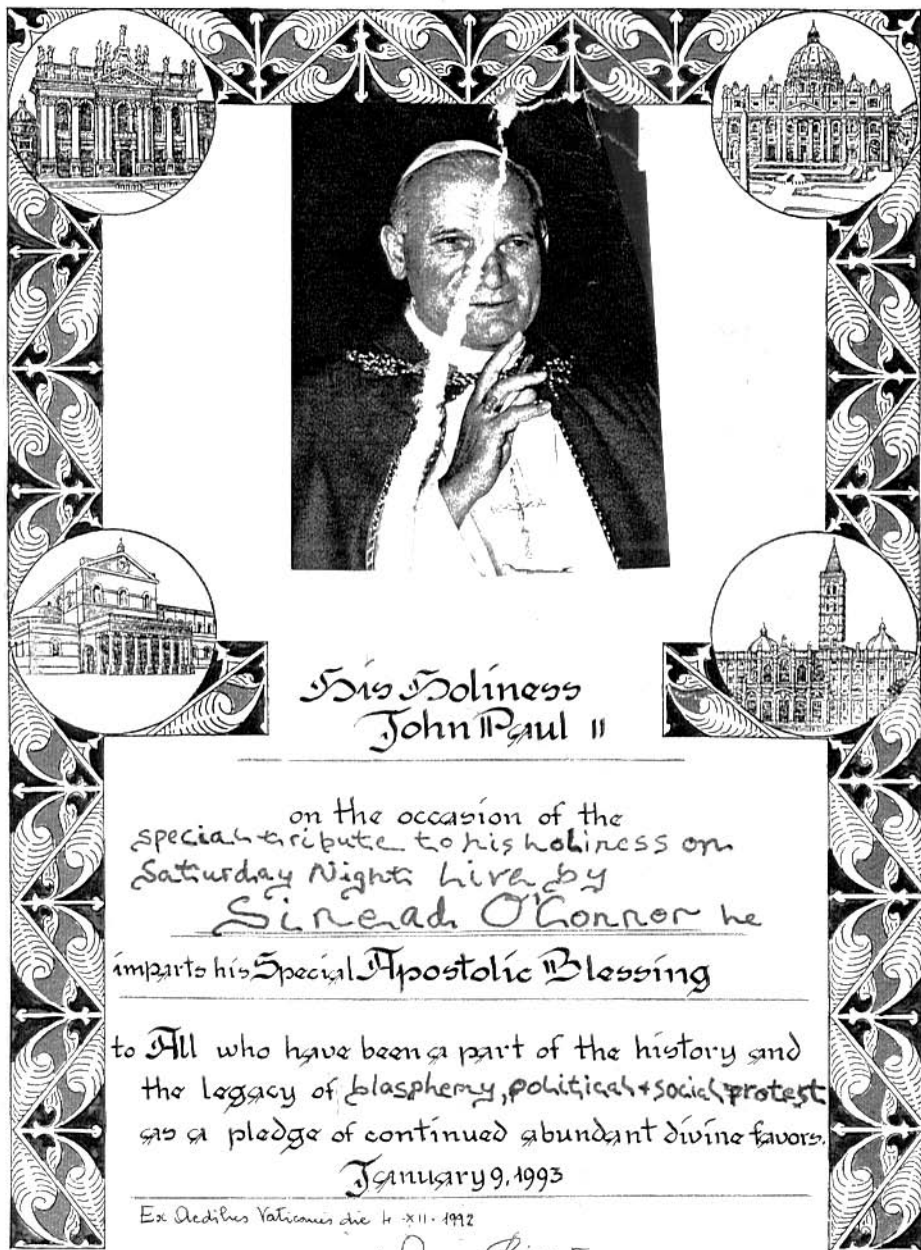 His Holiness
John Paul II
on the occasion of the
special tribute to his holiness on
Saturday Night Live by
Sinead O'Connor he
imparts his Special Apostolic Blessing
to All who have been a part of the history and
the legacy of blasphemy, political + social protest
as a pledge of continued abundant divine favors.
January 9, 1993
Ex Aedibus Vaticanis die 4-XII-1992